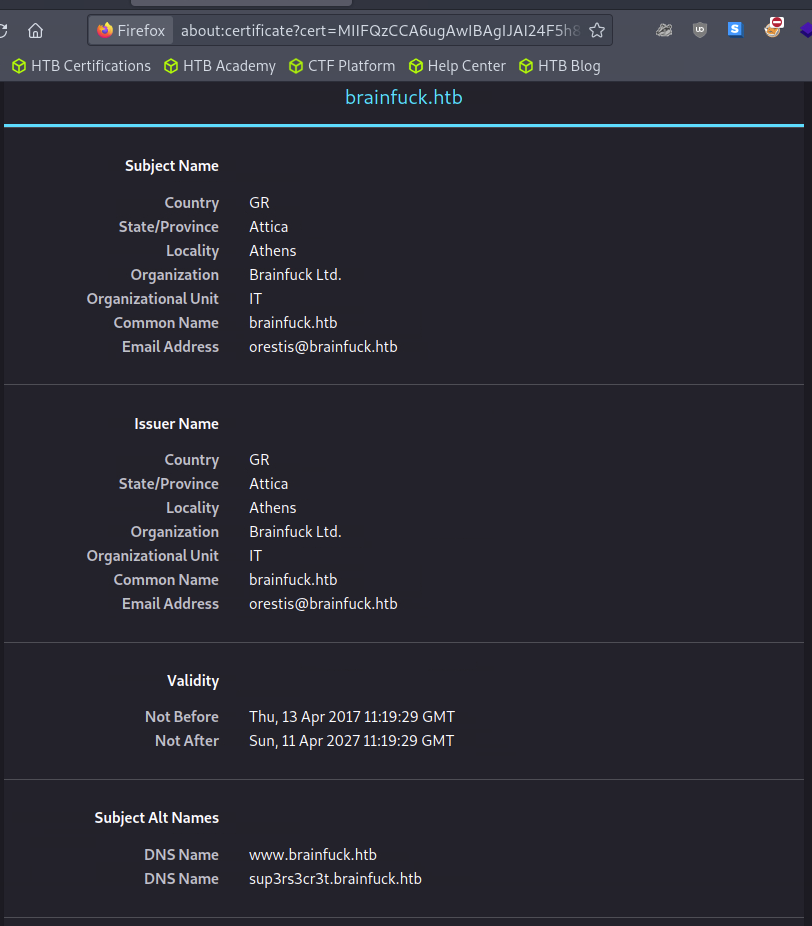 Firefox about:certificate?cert=MIIFQzCCA6ugAwIBAgIJAI24F5h8
HTB Certifications HTB Academy CTF Platform Help Center HTB Blog
brainfuck.htb
Subject Name
Country GR
State/Province Attica
Locality Athens
Organization Brainfuck Ltd.
Organizational Unit IT
Common Name brainfuck.htb
Email Address orestis@brainfuck.htb
Issuer Name
Country GR
State/Province Attica
Locality Athens
Organization Brainfuck Ltd.
Organizational Unit IT
Common Name brainfuck.htb
Email Address orestis@brainfuck.htb
Validity
Not Before Thu, 13 Apr 2017 11:19:29 GMT
Not After Sun, 11 Apr 2027 11:19:29 GMT
Subject Alt Names
DNS Name www.brainfuck.htb
DNS Name sup3rs3cr3t.brainfuck.htb